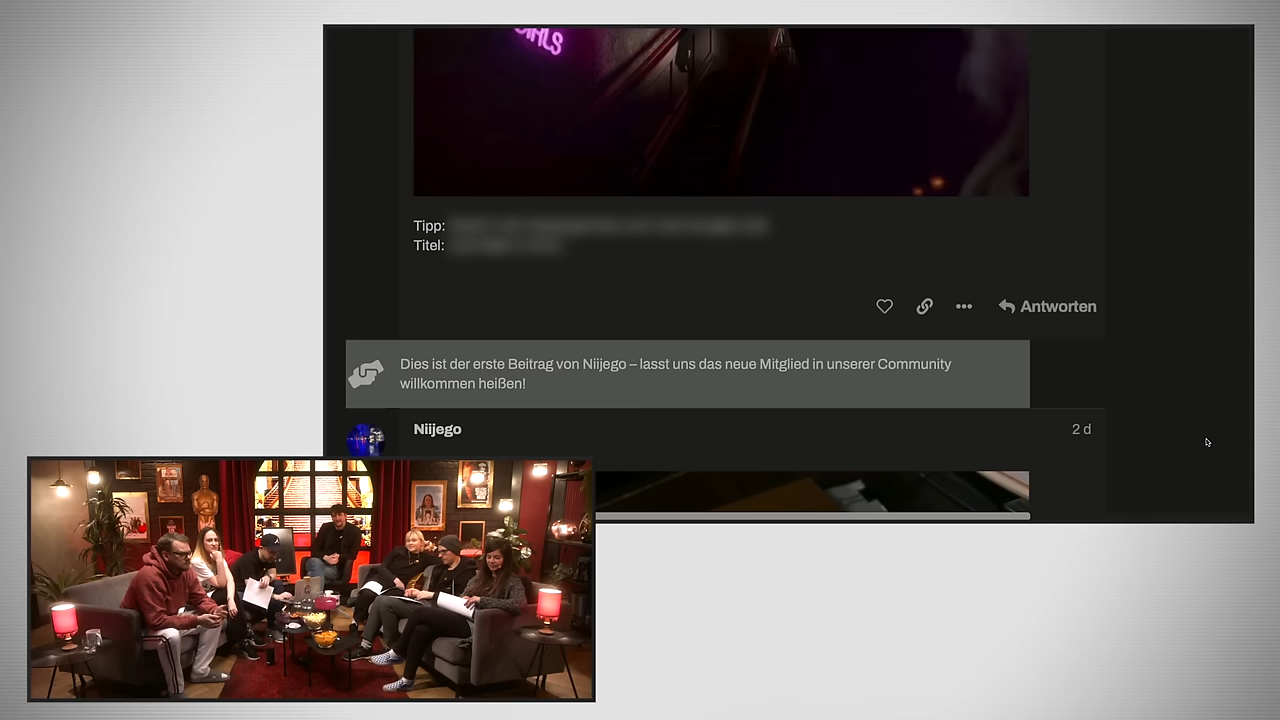 GIRLS
Tipp:
Titel:
Antworten
Dies ist der erste Beitrag von Niijego – lasst uns das neue Mitglied in unserer Community
willkommen heißen!
Niijego
2 d